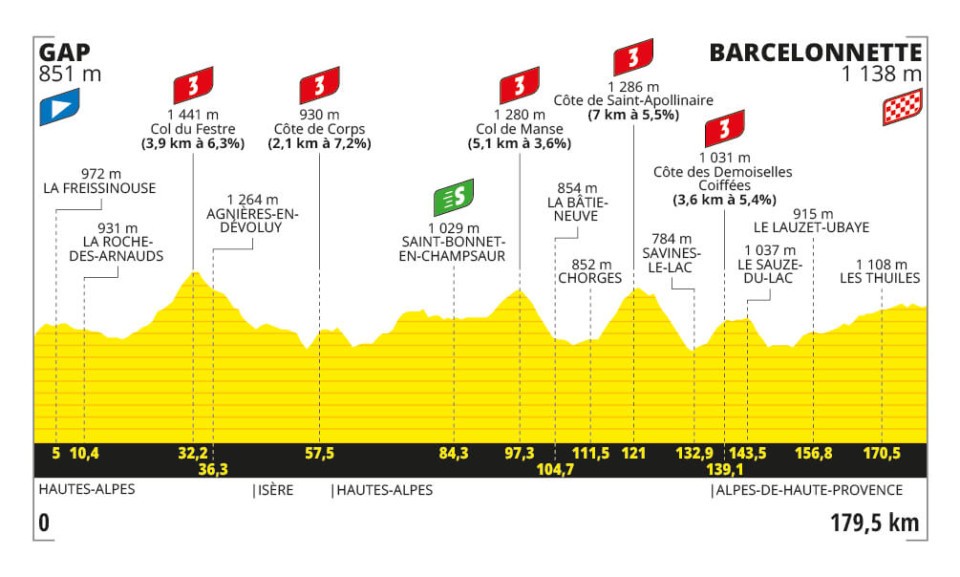 GAP
851 m
BARCELONNETTE
1 138 m
3
1 441 m
Col du Festre
(3,9 km à 6,3%)
3
930 m
Côte de Corps
(2,1 km à 7,2%)
3
1 280 m
Col de Manse
(5,1 km à 3,6%)
3
1 286 m
Côte de Saint-Apollinaire
(7 km à 5,5%)
3
1 031 m
Côte des Demoiselles
Coiffées
(3,6 km à 5,4%)
972 m
LA FREISSINOUSE
931 m
LA ROCHE-
DES-ARNAUDS
1 264 m
AGNIÈRES-EN-
DÉVOLUY
S
1 029 m
SAINT-BONNET-
EN-CHAMPSAUR
854 m
LA BÂTIE-
NEUVE
852 m
CHORGES
784 m
SAVINES-
LE-LAC
915 m
LE LAUZET-UBAYE
1 037 m
LE SAUZE-
DU-LAC
1 108 m
LES THUILES
5 10,4 32,2 57,5 84,3 97,3 111,5 121 132,9 143,5 156,8 170,5
36,3 104,7 139,1
HAUTES-ALPES |ISÈRE |HAUTES-ALPES |ALPES-DE-HAUTE-PROVENCE
0 179,5 km